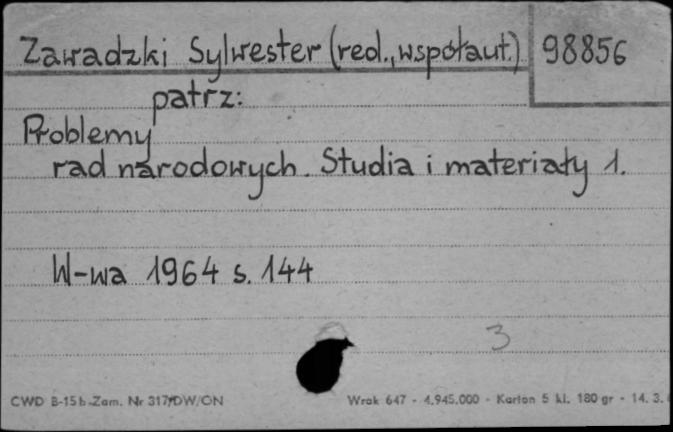 Zawadzki Sylwester (red., współaut.) 98856
patrz:
Problemy
rad narodowych. Studia i materiały 1.
W-wa 1964 s. 144
3
CWD B-15b-Zam. Nr 317/DW/ON Wrak 647 - 4.945.000 - Karton 5 kl. 180 gr - 14. 3.